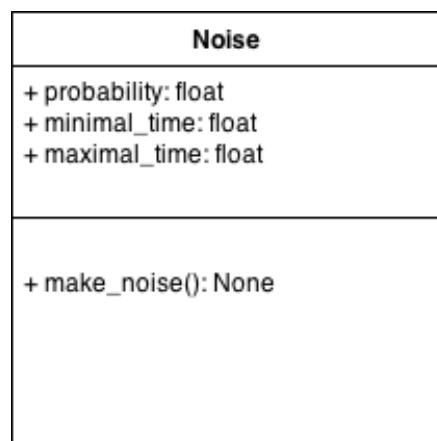 Noise
+ probability: float
+ minimal_time: float
+ maximal_time: float
+ make_noise(): None